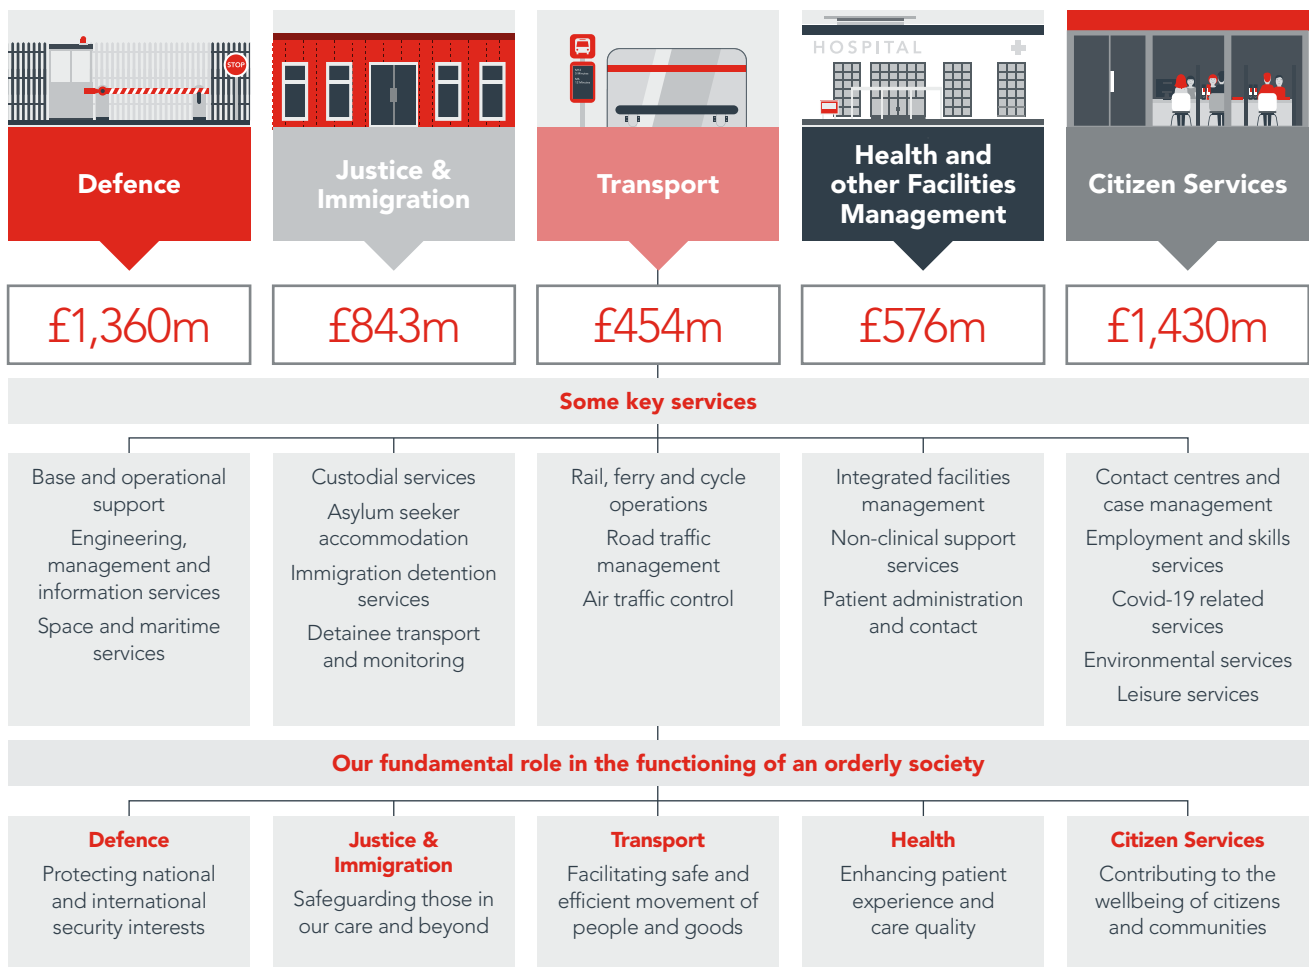 STOP
HOSPITAL
Defence
Justice &
Immigration
Transport
Health and
other Facilities
Management
Citizen Services
£1,360m
£843m
£454m
£576m
£1,430m
Some key services
Base and operational
support
Engineering,
management and
information services
Space and maritime
services
Custodial services
Asylum seeker
accommodation
Immigration detention
services
Detainee transport
and monitoring
Rail, ferry and cycle
operations
Road traffic
management
Air traffic control
Integrated facilities
management
Non-clinical support
services
Patient administration
and contact
Contact centres and
case management
Employment and skills
services
Covid-19 related
services
Environmental services
Leisure services
Our fundamental role in the functioning of an orderly society
Defence
Protecting national
and international
security interests
Justice &
Immigration
Safeguarding those in
our care and beyond
Transport
Facilitating safe and
efficient movement of
people and goods
Health
Enhancing patient
experience and
care quality
Citizen Services
Contributing to the
wellbeing of citizens
and communities